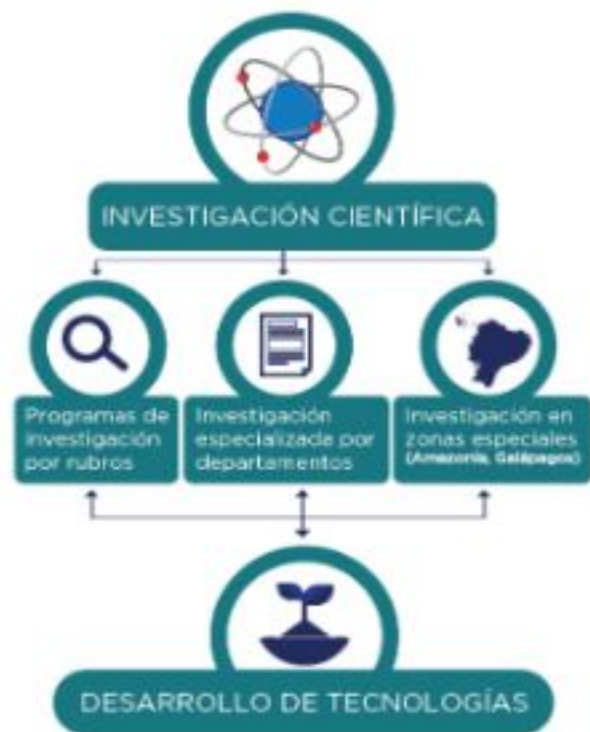 INVESTIGACIÓN CIENTÍFICA
Programas de
investigación
por rubros
Investigación
especializada por
departamentos
Investigación en
zonas especiales
(Amazonía, Galápagos)
DESARROLLO DE TECNOLOGÍAS